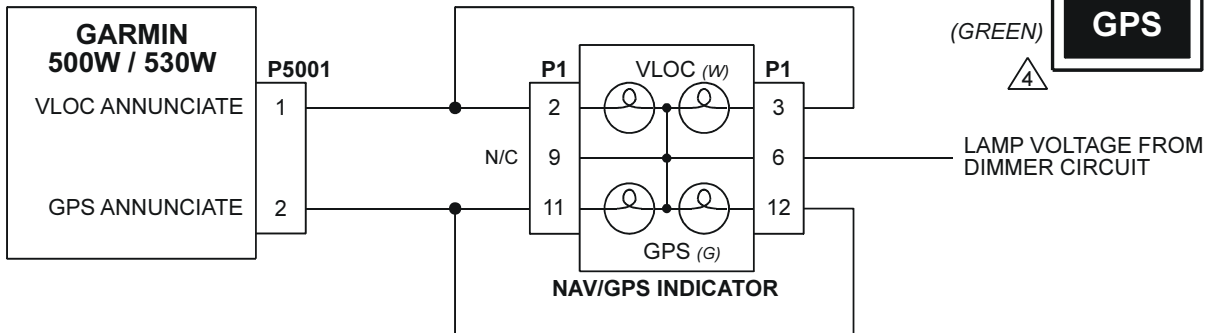 GARMIN
500W / 530W
P5001
VLOC ANNUNCIATE
1
GPS ANNUNCIATE
2
P1
VLOC (W)
P1
2
3
N/C
9
6
11
12
GPS (G)
NAV/GPS INDICATOR
(GREEN)
GPS
4
LAMP VOLTAGE FROM
DIMMER CIRCUIT